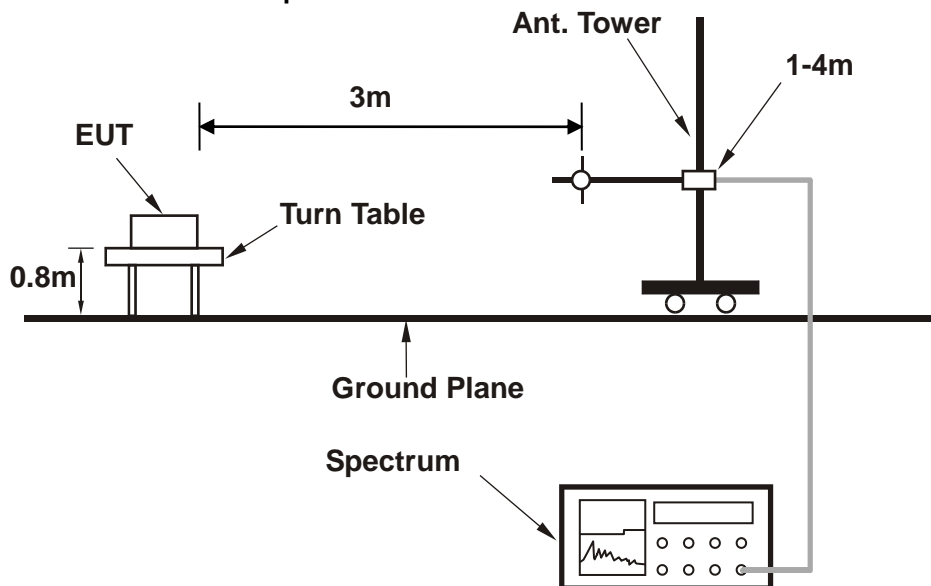 Ant. Tower
1-4m
3m
EUT
Turn Table
0.8m
Ground Plane
Spectrum